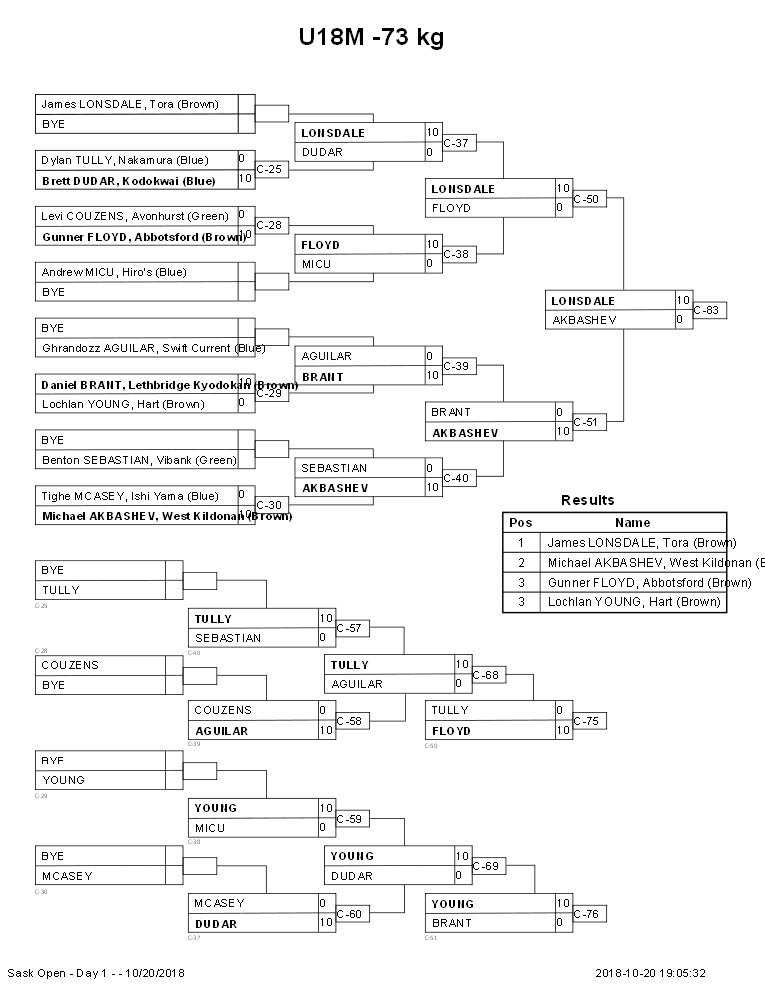 U18M -73 kg
James LONSDALE, Tora (Brown)
BYE
Dylan TULLY, Nakamura (Blue) 0
Brett DUDAR, Kodokwai (Blue) 10
C-25
Levi COUZENS, Avonhurst (Green) 0
Gunner FLOYD, Abbotsford (Brown) 10
C-28
Andrew MICU, Hiro's (Blue)
BYE
BYE
Ghrandozz AGUILAR, Swift Current (Blue)
Daniel BRANT, Lethbridge Kyodokan (Brown) 10
Lochlan YOUNG, Hart (Brown) 0
C-29
BYE
Benton SEBASTIAN, Vibank (Green)
Tighe MCASEY, Ishi Yama (Blue) 0
Michael AKBASHEV, West Kildonan (Brown) 10
C-30
LONSDALE 10
DUDAR 0
C-37
FLOYD 10
MICU 0
C-38
AGUILAR 0
BRANT 10
C-39
SEBASTIAN 0
AKBASHEV 10
C-40
LONSDALE 10
FLOYD 0
C-50
BRANT 0
AKBASHEV 10
C-51
LONSDALE 10
AKBASHEV 0
C-83
Results
Pos Name
1 James LONSDALE, Tora (Brown)
2 Michael AKBASHEV, West Kildonan (B
3 Gunner FLOYD, Abbotsford (Brown)
3 Lochlan YOUNG, Hart (Brown)
BYE
TULLY
C-25
C-28
COUZENS
BYE
BYE
YOUNG
C-29
BYE
MCASEY
C-30
TULLY 10
SEBASTIAN 0
C-57
C-40
COUZENS 0
AGUILAR 10
C-58
C-39
YOUNG 10
MICU 0
C-59
C-38
MCASEY 0
DUDAR 10
C-60
C-37
TULLY 10
AGUILAR 0
C-68
YOUNG 10
DUDAR 0
C-69
TULLY 0
FLOYD 10
C-75
C-50
YOUNG 10
BRANT 0
C-76
C-51
Sask Open - Day 1 - - 10/20/2018
2018-10-20 19:05:32